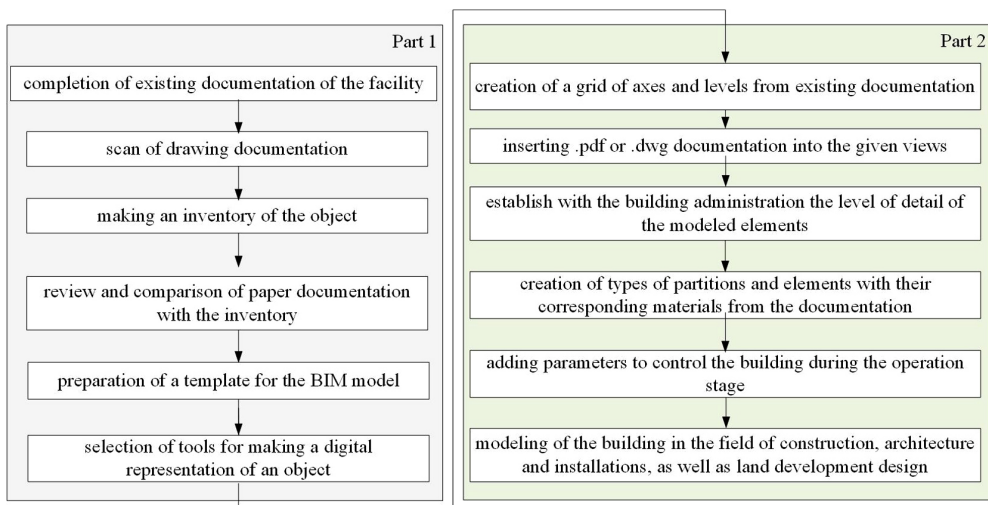 Part 1
completion of existing documentation of the facility
scan of drawing documentation
making an inventory of the object
review and comparison of paper documentation
with the inventory
preparation of a template for the BIM model
selection of tools for making a digital
representation of an object
Part 2
creation of a grid of axes and levels from existing documentation
inserting .pdf or .dwg documentation into the given views
establish with the building administration the level of detail of
the modeled elements
creation of types of partitions and elements with their
corresponding materials from the documentation
adding parameters to control the building during the operation
stage
modeling of the building in the field of construction, architecture
and installations, as well as land development design